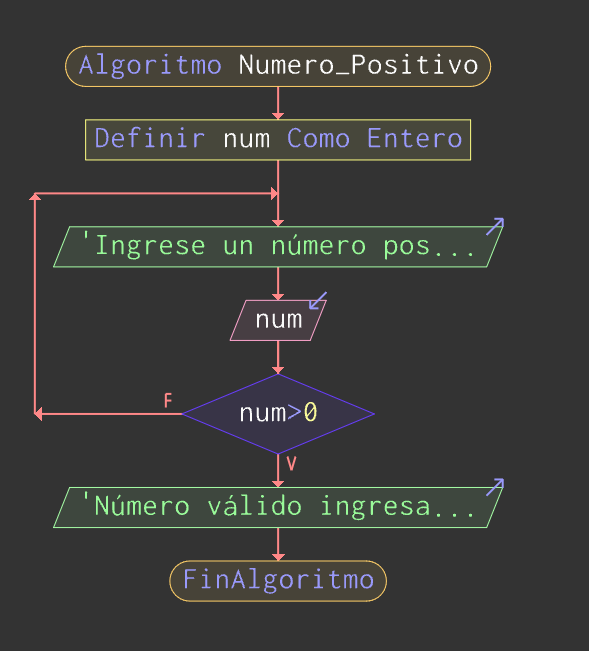 Algoritmo Numero_Positivo
Definir num Como Entero
'Ingrese un número pos...
num
num>0
F
V
'Número válido ingresa...
FinAlgoritmo